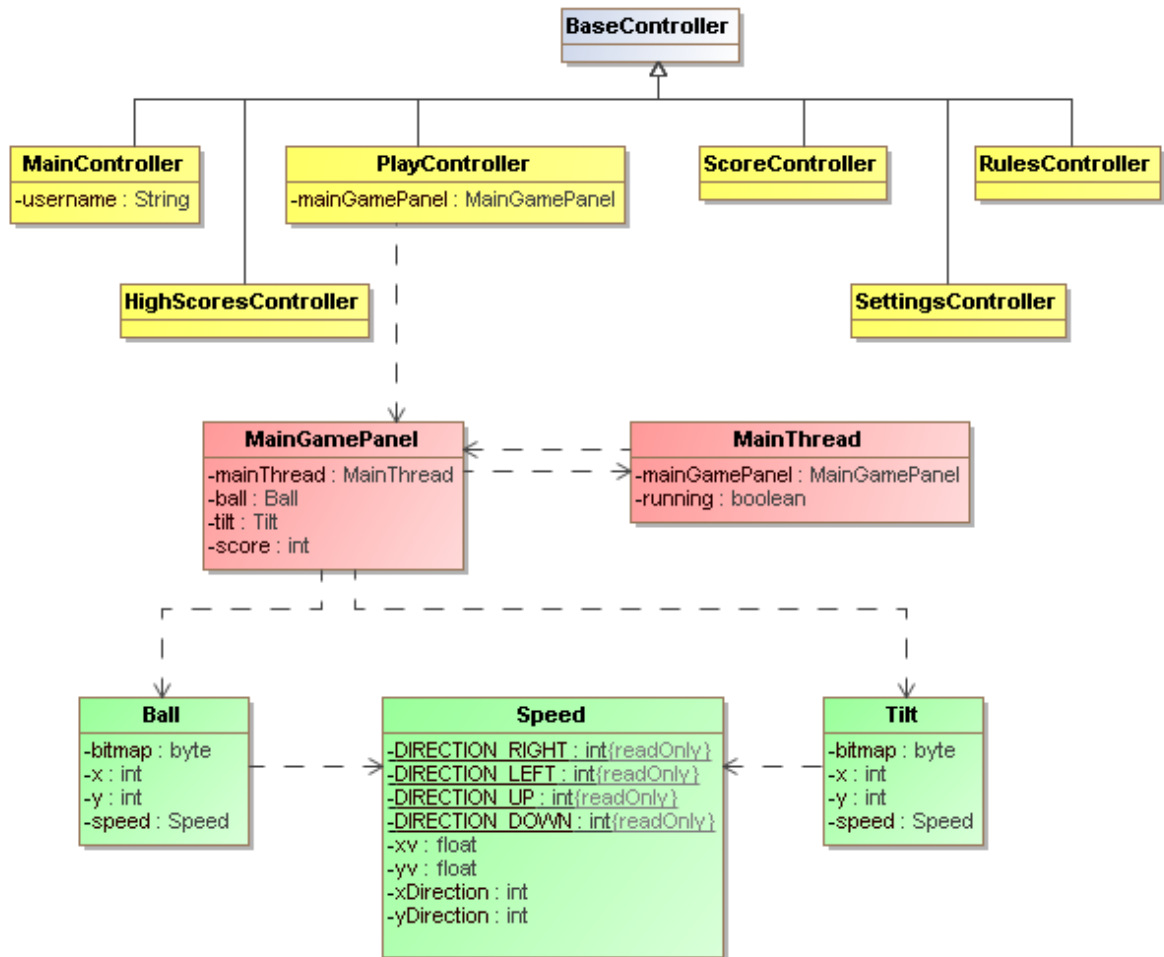 BaseController
MainController
-username : String
PlayController
-mainGamePanel : MainGamePanel
ScoreController
RulesController
HighScoresController
SettingsController
MainGamePanel
-mainThread : MainThread
-ball : Ball
-tilt : Tilt
-score : int
MainThread
-mainGamePanel : MainGamePanel
-running : boolean
Ball
-bitmap : byte
-x : int
-y : int
-speed : Speed
Speed
-DIRECTION_RIGHT : int{readOnly}
-DIRECTION_LEFT : int{readOnly}
-DIRECTION_UP : int{readOnly}
-DIRECTION_DOWN : int{readOnly}
-xv : float
-yv : float
-xDirection : int
-yDirection : int
Tilt
-bitmap : byte
-x : int
-y : int
-speed : Speed